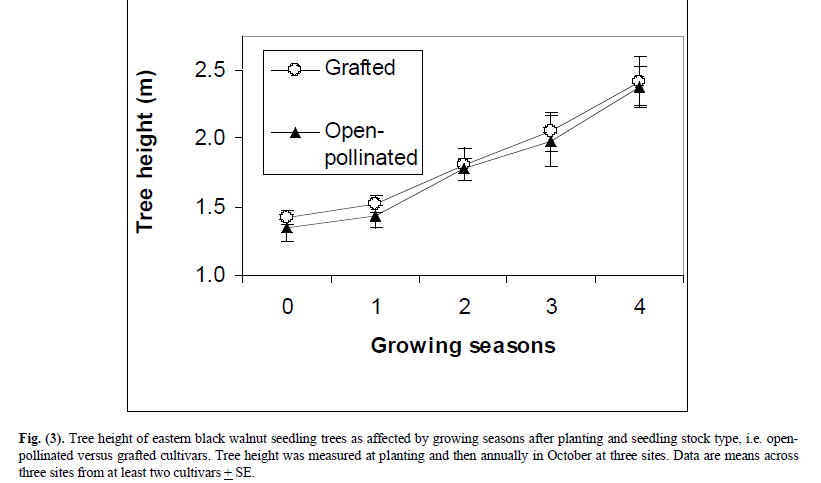 Tree height (m)
2.5
2.0
1.5
1.0
Grafted
Open-
pollinated
0 1 2 3 4
Growing seasons
Fig. (3). Tree height of eastern black walnut seedling trees as affected by growing seasons after planting and seedling stock type, i.e. open-
pollinated versus grafted cultivars. Tree height was measured at planting and then annually in October at three sites. Data are means across
three sites from at least two cultivars ± SE.